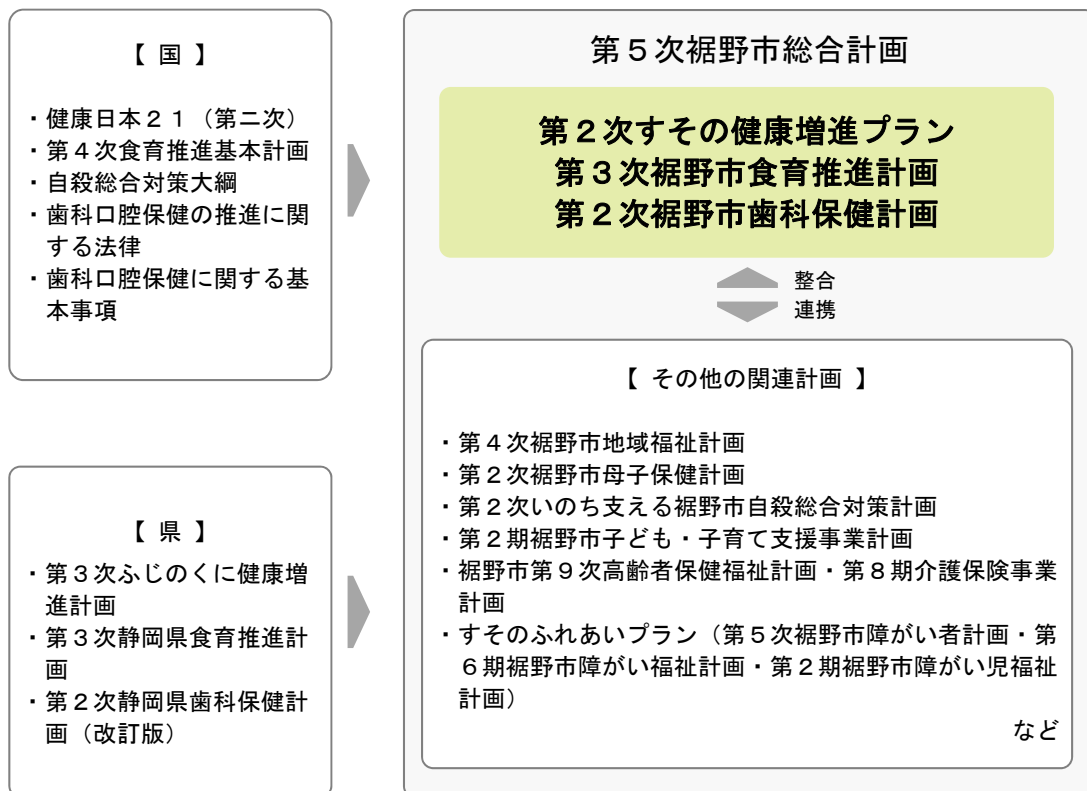 【 国 】
・健康日本２１（第二次）
・第４次食育推進基本計画
・自殺総合対策大綱
・歯科口腔保健の推進に関
する法律
・歯科口腔保健に関する基
本事項
【 県 】
・第３次ふじのくに健康増
進計画
・第３次静岡県食育推進計
画
・第２次静岡県歯科保健計
画（改訂版）
第５次裾野市総合計画
第２次すその健康増進プラン
第３次裾野市食育推進計画
第２次裾野市歯科保健計画
整合
連携
【 その他の関連計画 】
・第４次裾野市地域福祉計画
・第２次裾野市母子保健計画
・第２次いのち支える裾野市自殺総合対策計画
・第２期裾野市子ども・子育て支援事業計画
・裾野市第９次高齢者保健福祉計画・第８期介護保険事業
計画
・すそのふれあいプラン（第５次裾野市障がい者計画・第
６期裾野市障がい福祉計画・第２期裾野市障がい児福祉
計画）
など